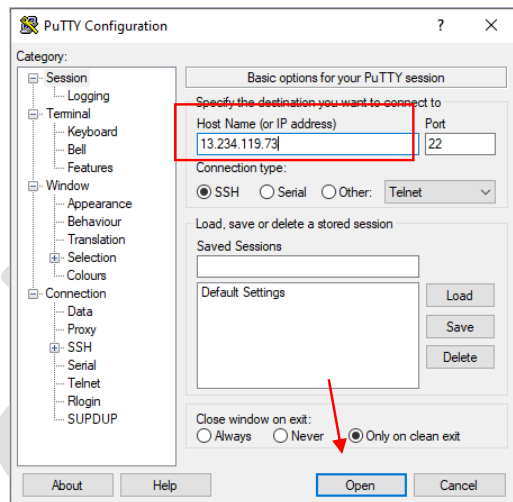 PuTTY Configuration
?
Category:
Session
Logging
Terminal
Keyboard
Bell
Features
Window
Appearance
Behaviour
Translation
Selection
Colours
Connection
Data
Proxy
SSH
Serial
Telnet
Rlogin
SUPDUP
Basic options for your PuTTY session
Specify the destination you want to connect to
Host Name (or IP address) Port
13.234.119.73 22
Connection type:
SSH Serial Other: Telnet
Load, save or delete a stored session
Saved Sessions
Default Settings
Load
Save
Delete
Close window on exit:
Always Never Only on clean exit
About Help Open Cancel